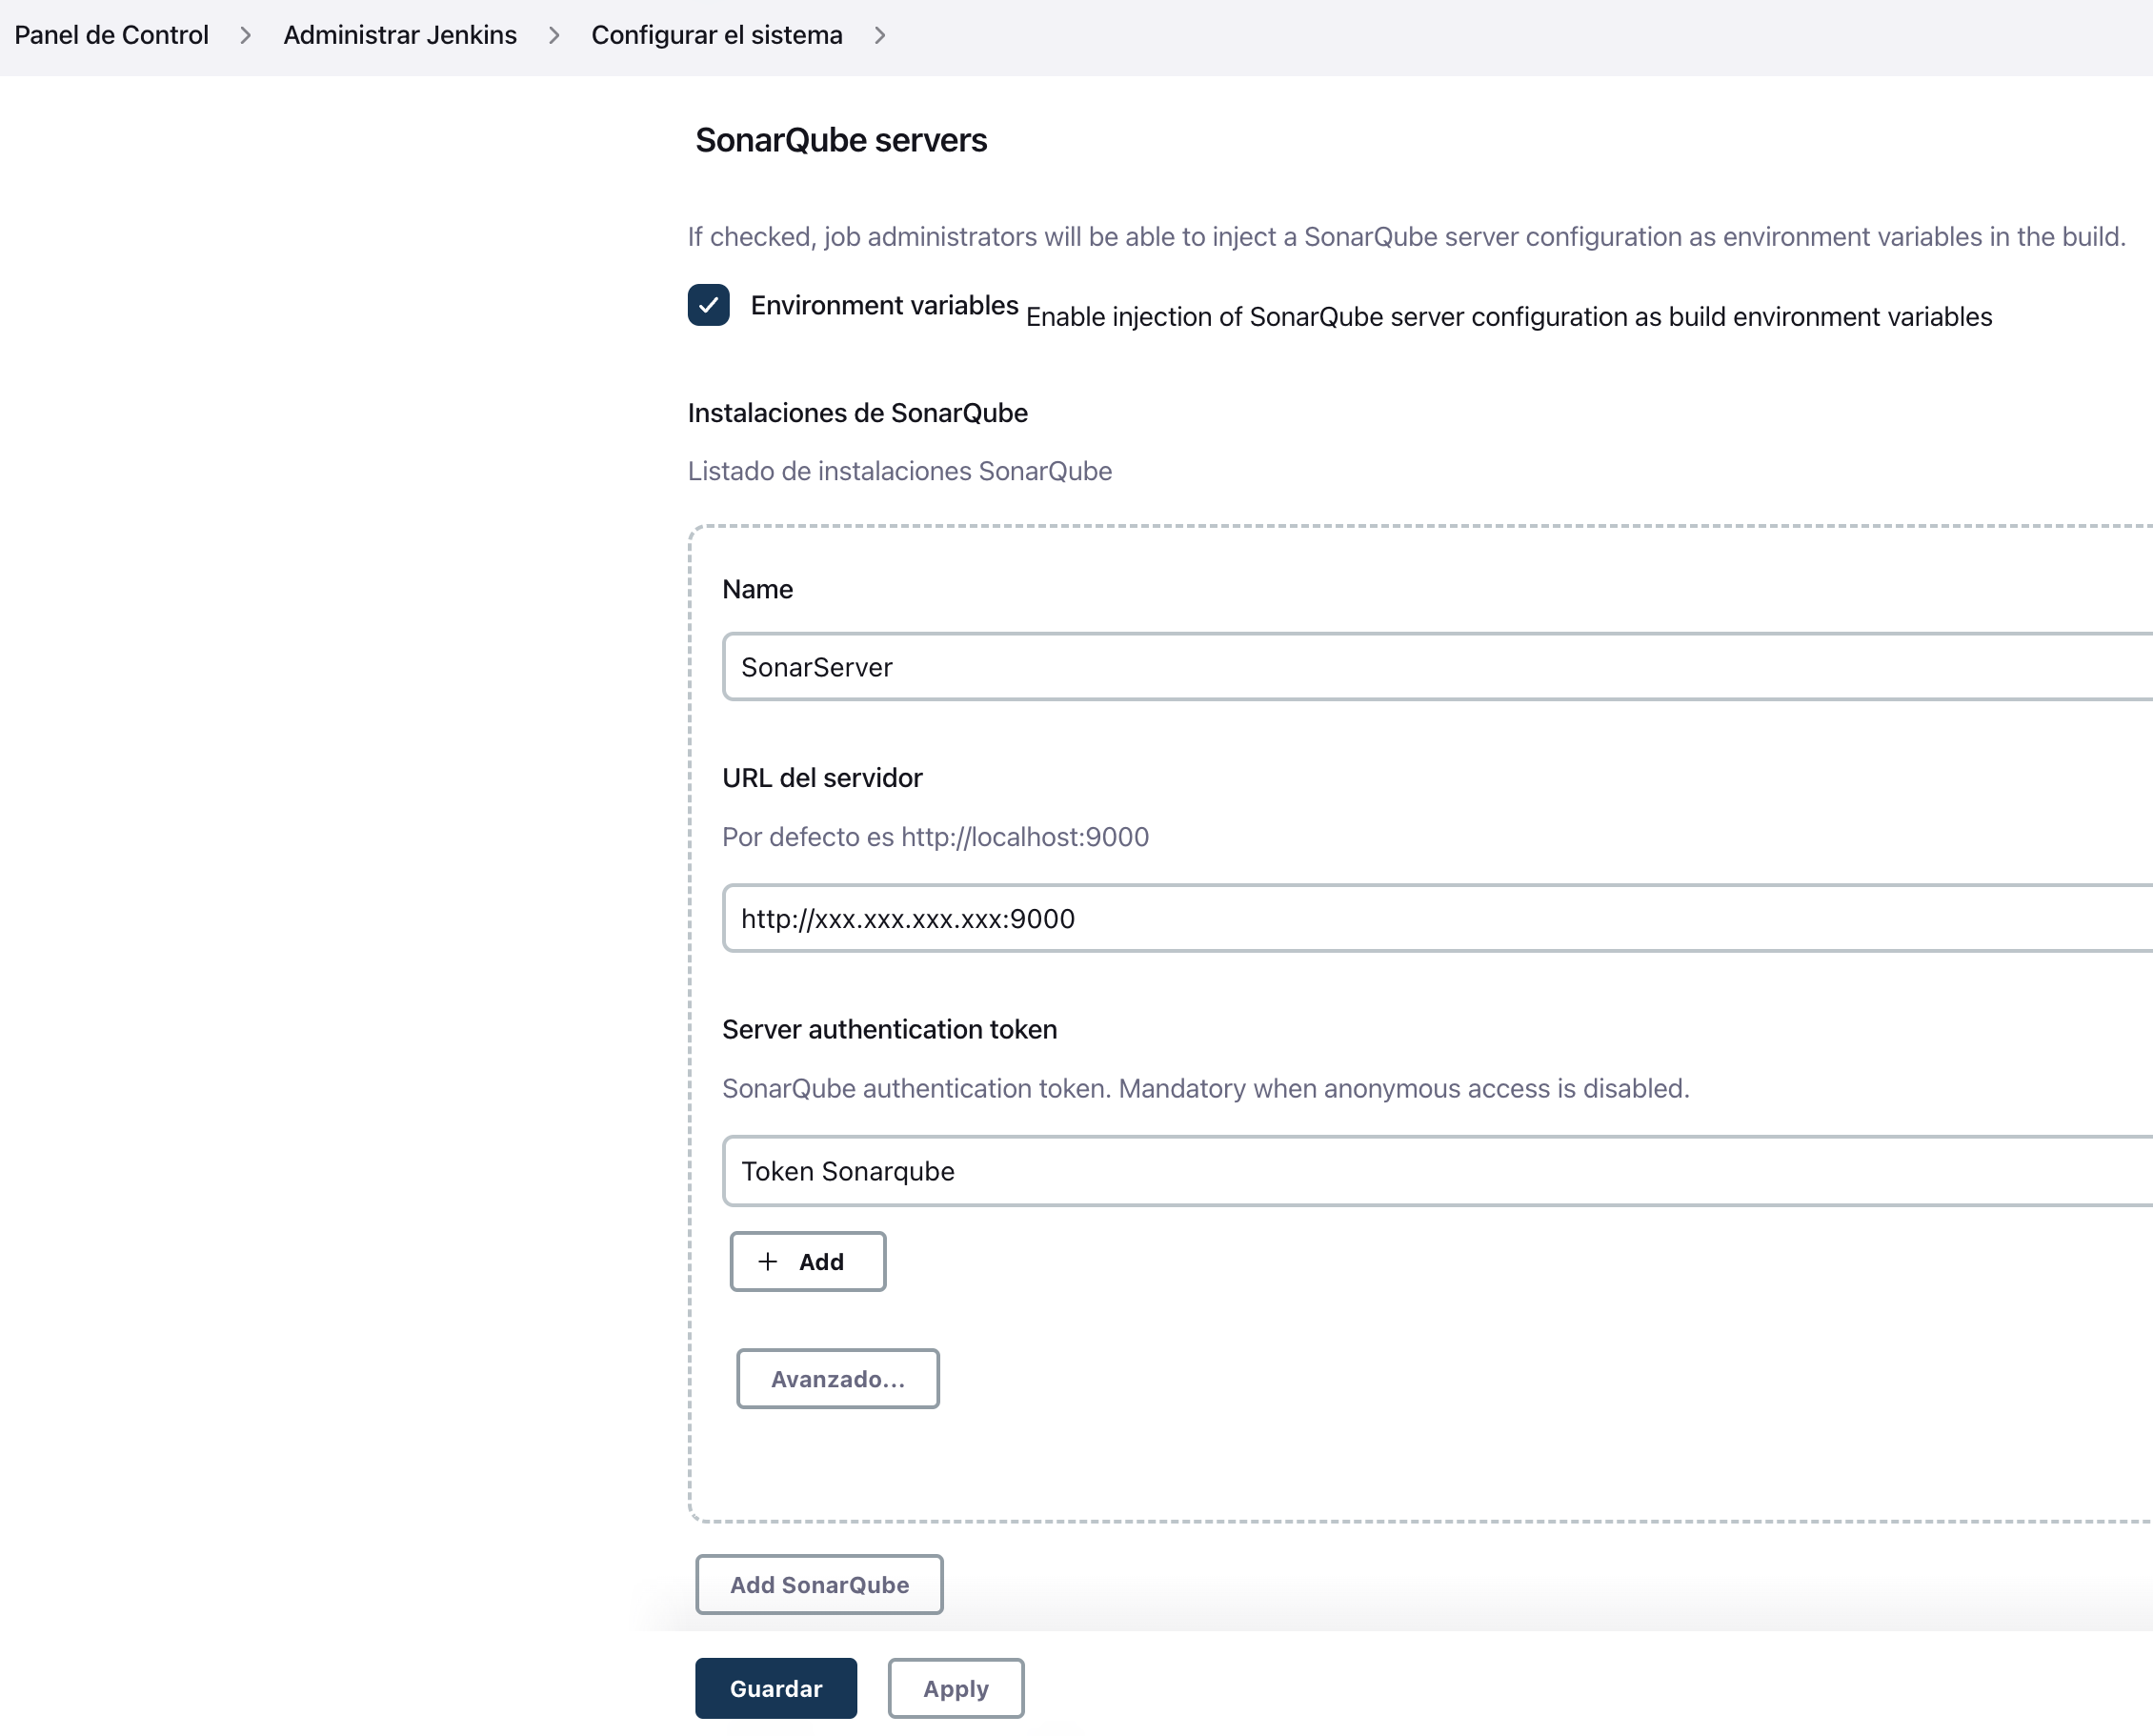 Panel de Control > Administrar Jenkins > Configurar el sistema >
SonarQube servers
If checked, job administrators will be able to inject a SonarQube server configuration as environment variables in the build.
Environment variables Enable injection of SonarQube server configuration as build environment variables
Instalaciones de SonarQube
Listado de instalaciones SonarQube
Name
SonarServer
URL del servidor
Por defecto es http://localhost:9000
http://xxx.xxx.xxx.xxx:9000
Server authentication token
SonarQube authentication token. Mandatory when anonymous access is disabled.
Token Sonarqube
+ Add
Avanzado...
Add SonarQube
Guardar Apply